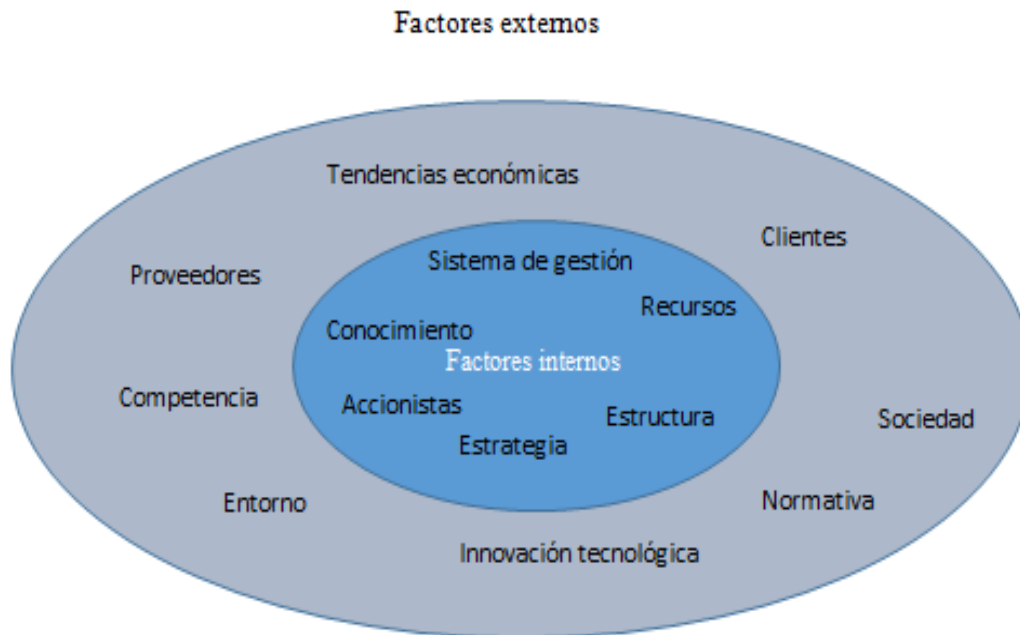 Factores externos
Tendencias económicas
Clientes
Sistema de gestión
Proveedores
Recursos
Conocimiento
Factores internos
Competencia
Accionistas
Estructura
Sociedad
Estrategia
Entorno
Normativa
Innovación tecnológica